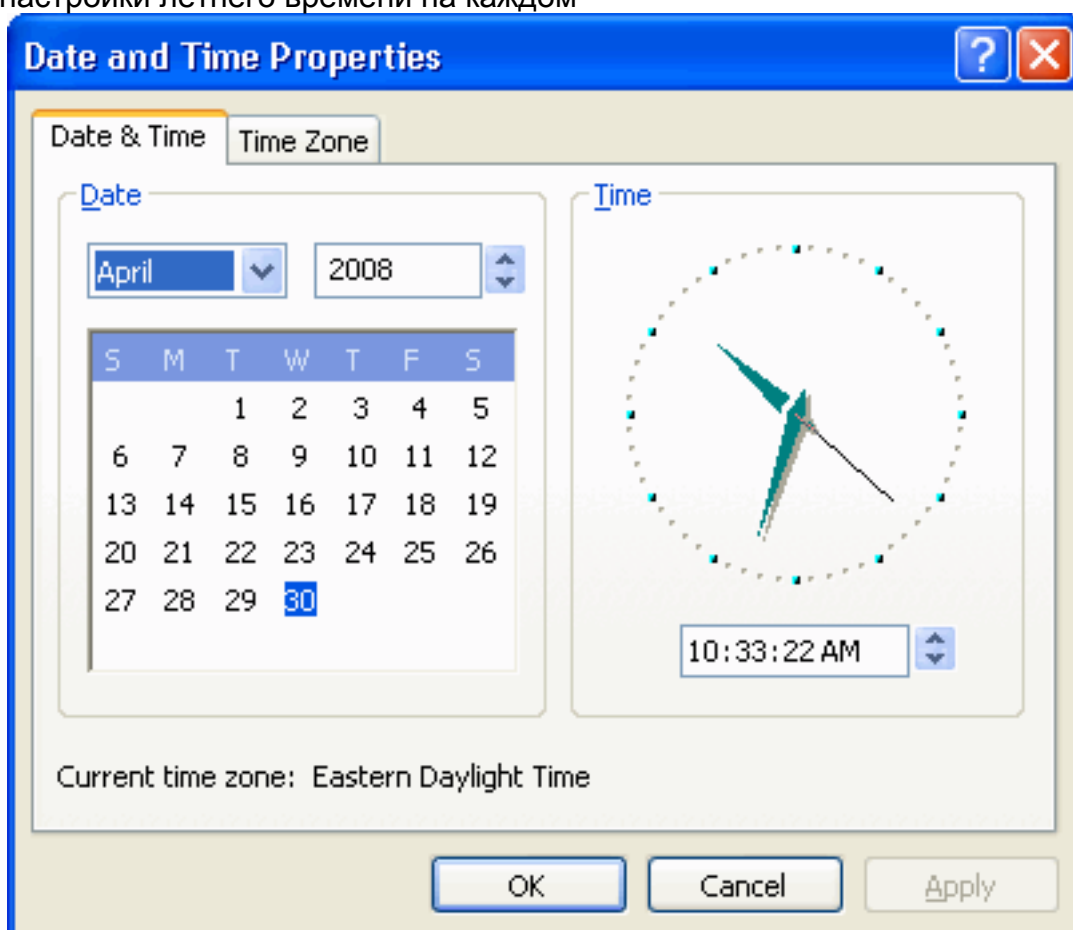 настройки летнего времени на каждом
Date and Time Properties
Date & Time Time Zone
Date
Time
April 2008
S M T W T F S
1 2 3 4 5
6 7 8 9 10 11 12
13 14 15 16 17 18 19
20 21 22 23 24 25 26
27 28 29 30
10:33:22 AM
Current time zone: Eastern Daylight Time
OK Cancel Apply